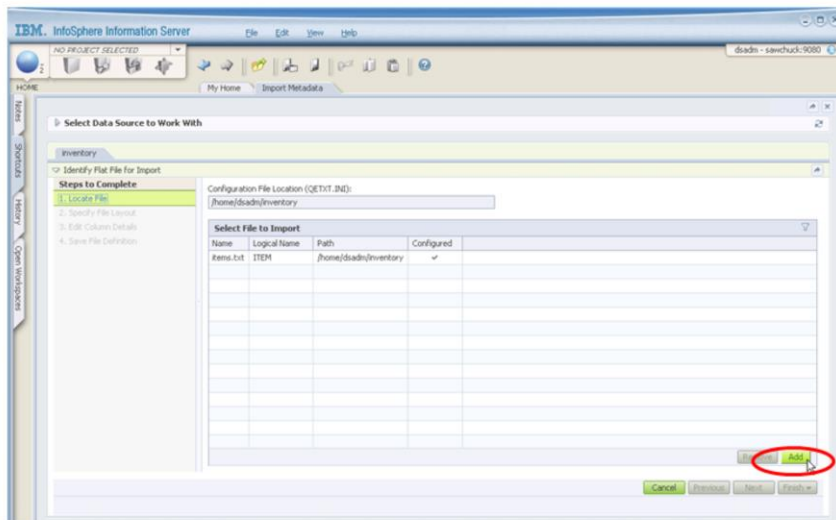 IBM. InfoSphere Information Server
File Edit View Help
NO PROJECT SELECTED
dsadm - sawchuck:9080
HOME
My Home
Import Metadata
Notes
Shortcuts
History
Open Workspaces
Select Data Source to Work With
inventory
Identify Flat File for Import
Steps to Complete
1. Locate File
2. Specify File Layout
3. Edit Column Details
4. Save File Definition
Configuration File Location (QETXT.INI):
/home/dsadm/inventory
Select File to Import
Name Logical Name Path Configured
items.txt ITEM /home/dsadm/inventory
Remove Add
Cancel Previous Next Finish